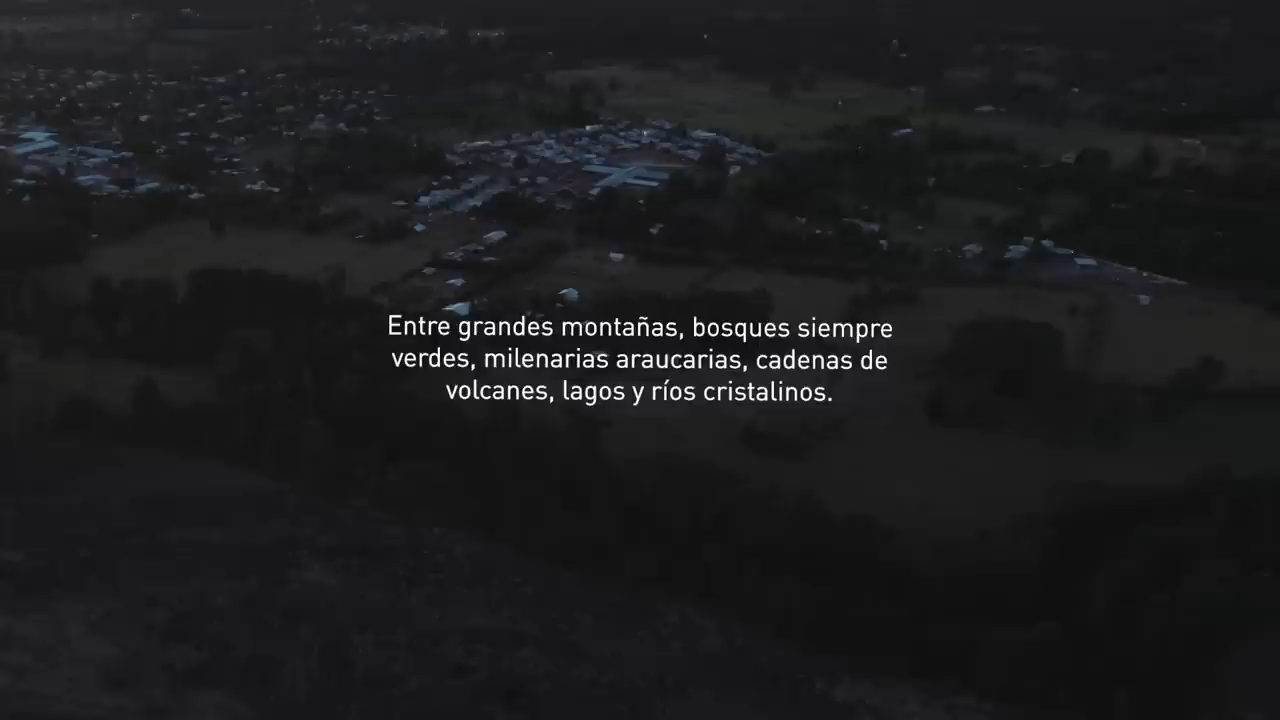 Entre grandes montañas, bosques siempre
verdes, milenarias araucarias, cadenas de
volcanes, lagos y ríos cristalinos.